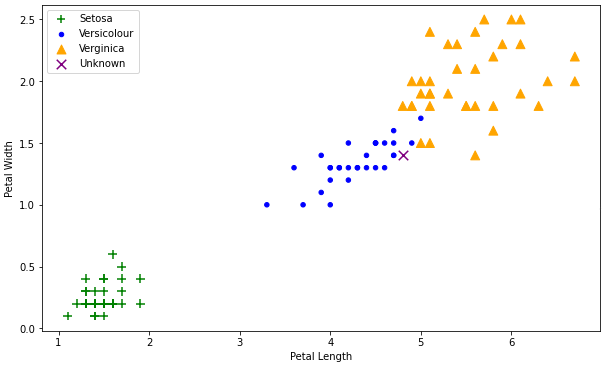 Setosa
Versicolour
Verginica
Unknown
2.5
2.0
1.5
1.0
0.5
0.0
Petal Width
1 2 3 4 5 6
Petal Length